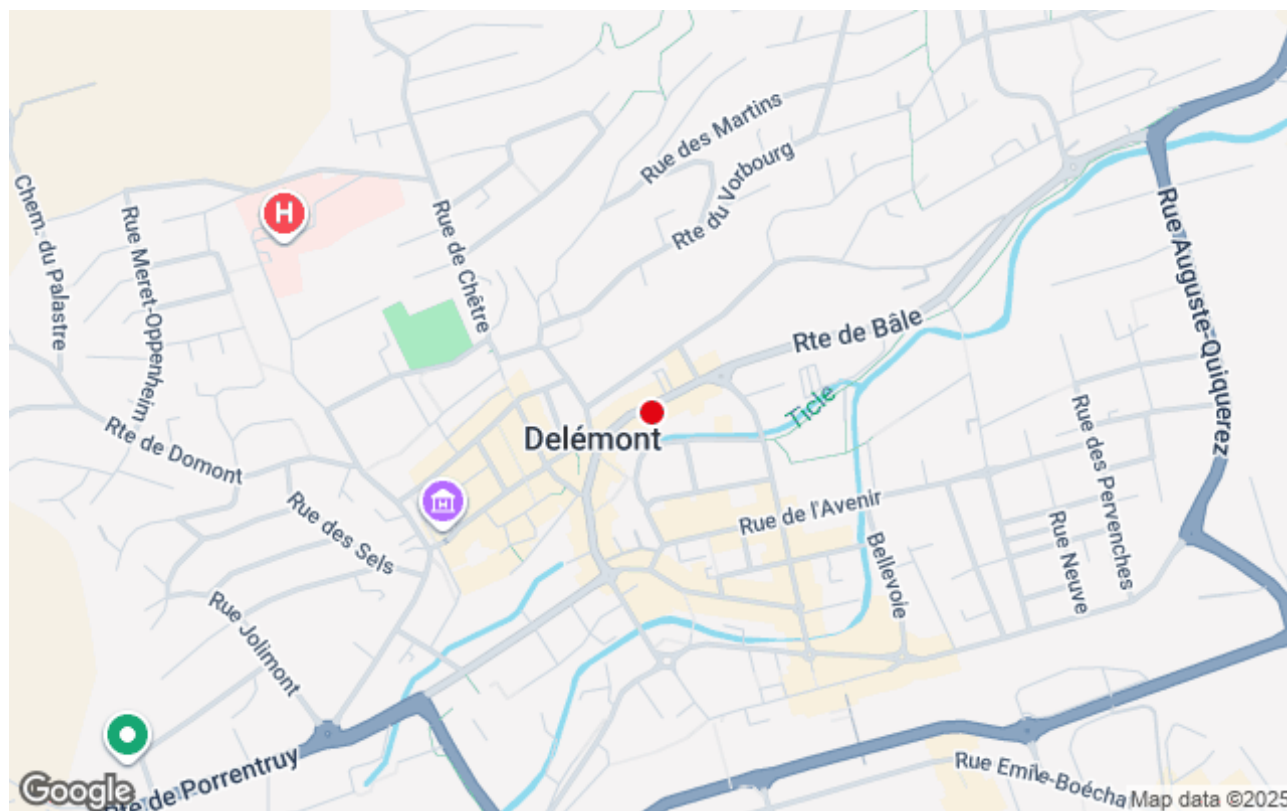 Rue des Martins
Rte du Vorbourg
Chem. du Palastre
Rue Meret-Oppenheim
H
Rue de Chêtre
Rue Auguste-Quiquerez
Rte de Bâle
Ticle
Delémont
Rte de Domont
Rue des Sels
Rue de l'Avenir
Bellevoie
Rue des Pervenches
Rue Neuve
Rue Jolimont
Rte de Porrentruy
Rue Emile-Boécha
Google
Map data ©2025